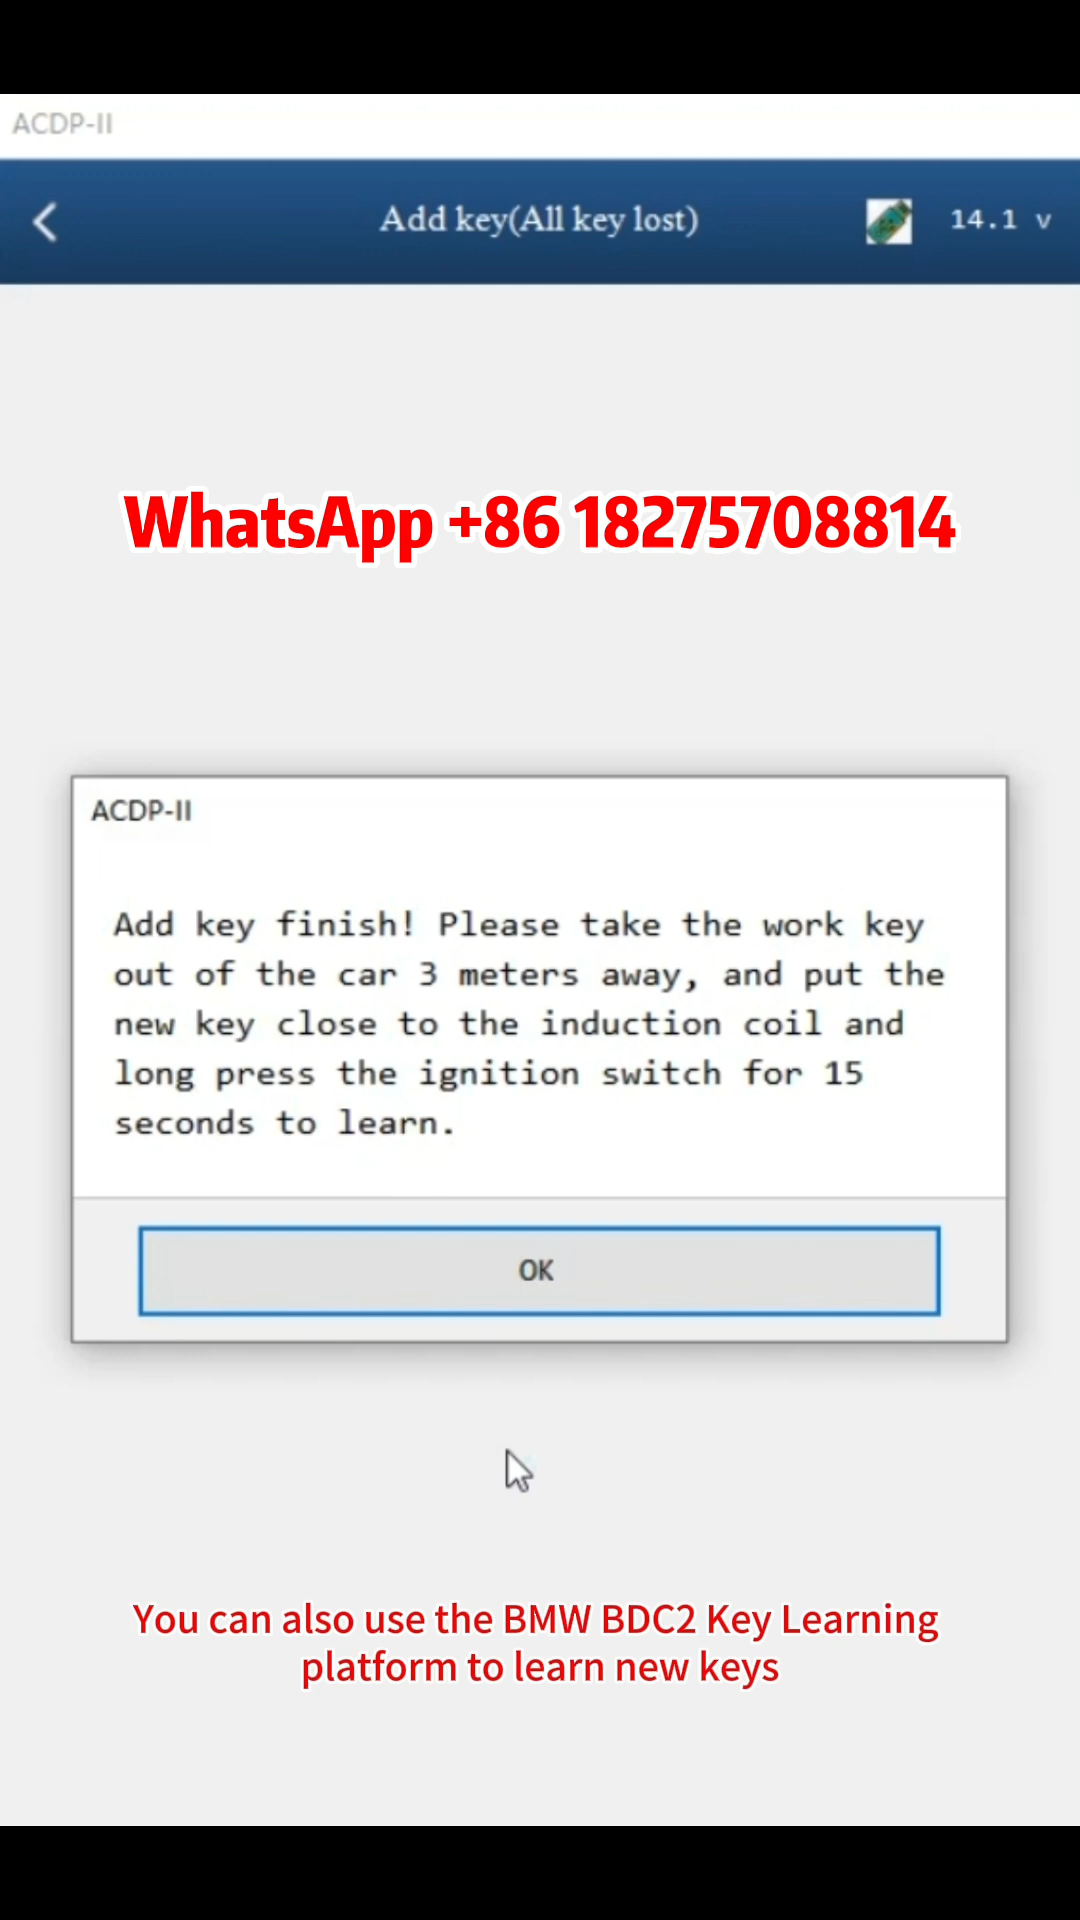 ACDP-II
Add key(All key lost)
14.1 v
WhatsApp +86 18275708814
ACDP-II
Add key finish! Please take the work key
out of the car 3 meters away, and put the
new key close to the induction coil and
long press the ignition switch for 15
seconds to learn.
OK
You can also use the BMW BDC2 Key Learning
platform to learn new keys